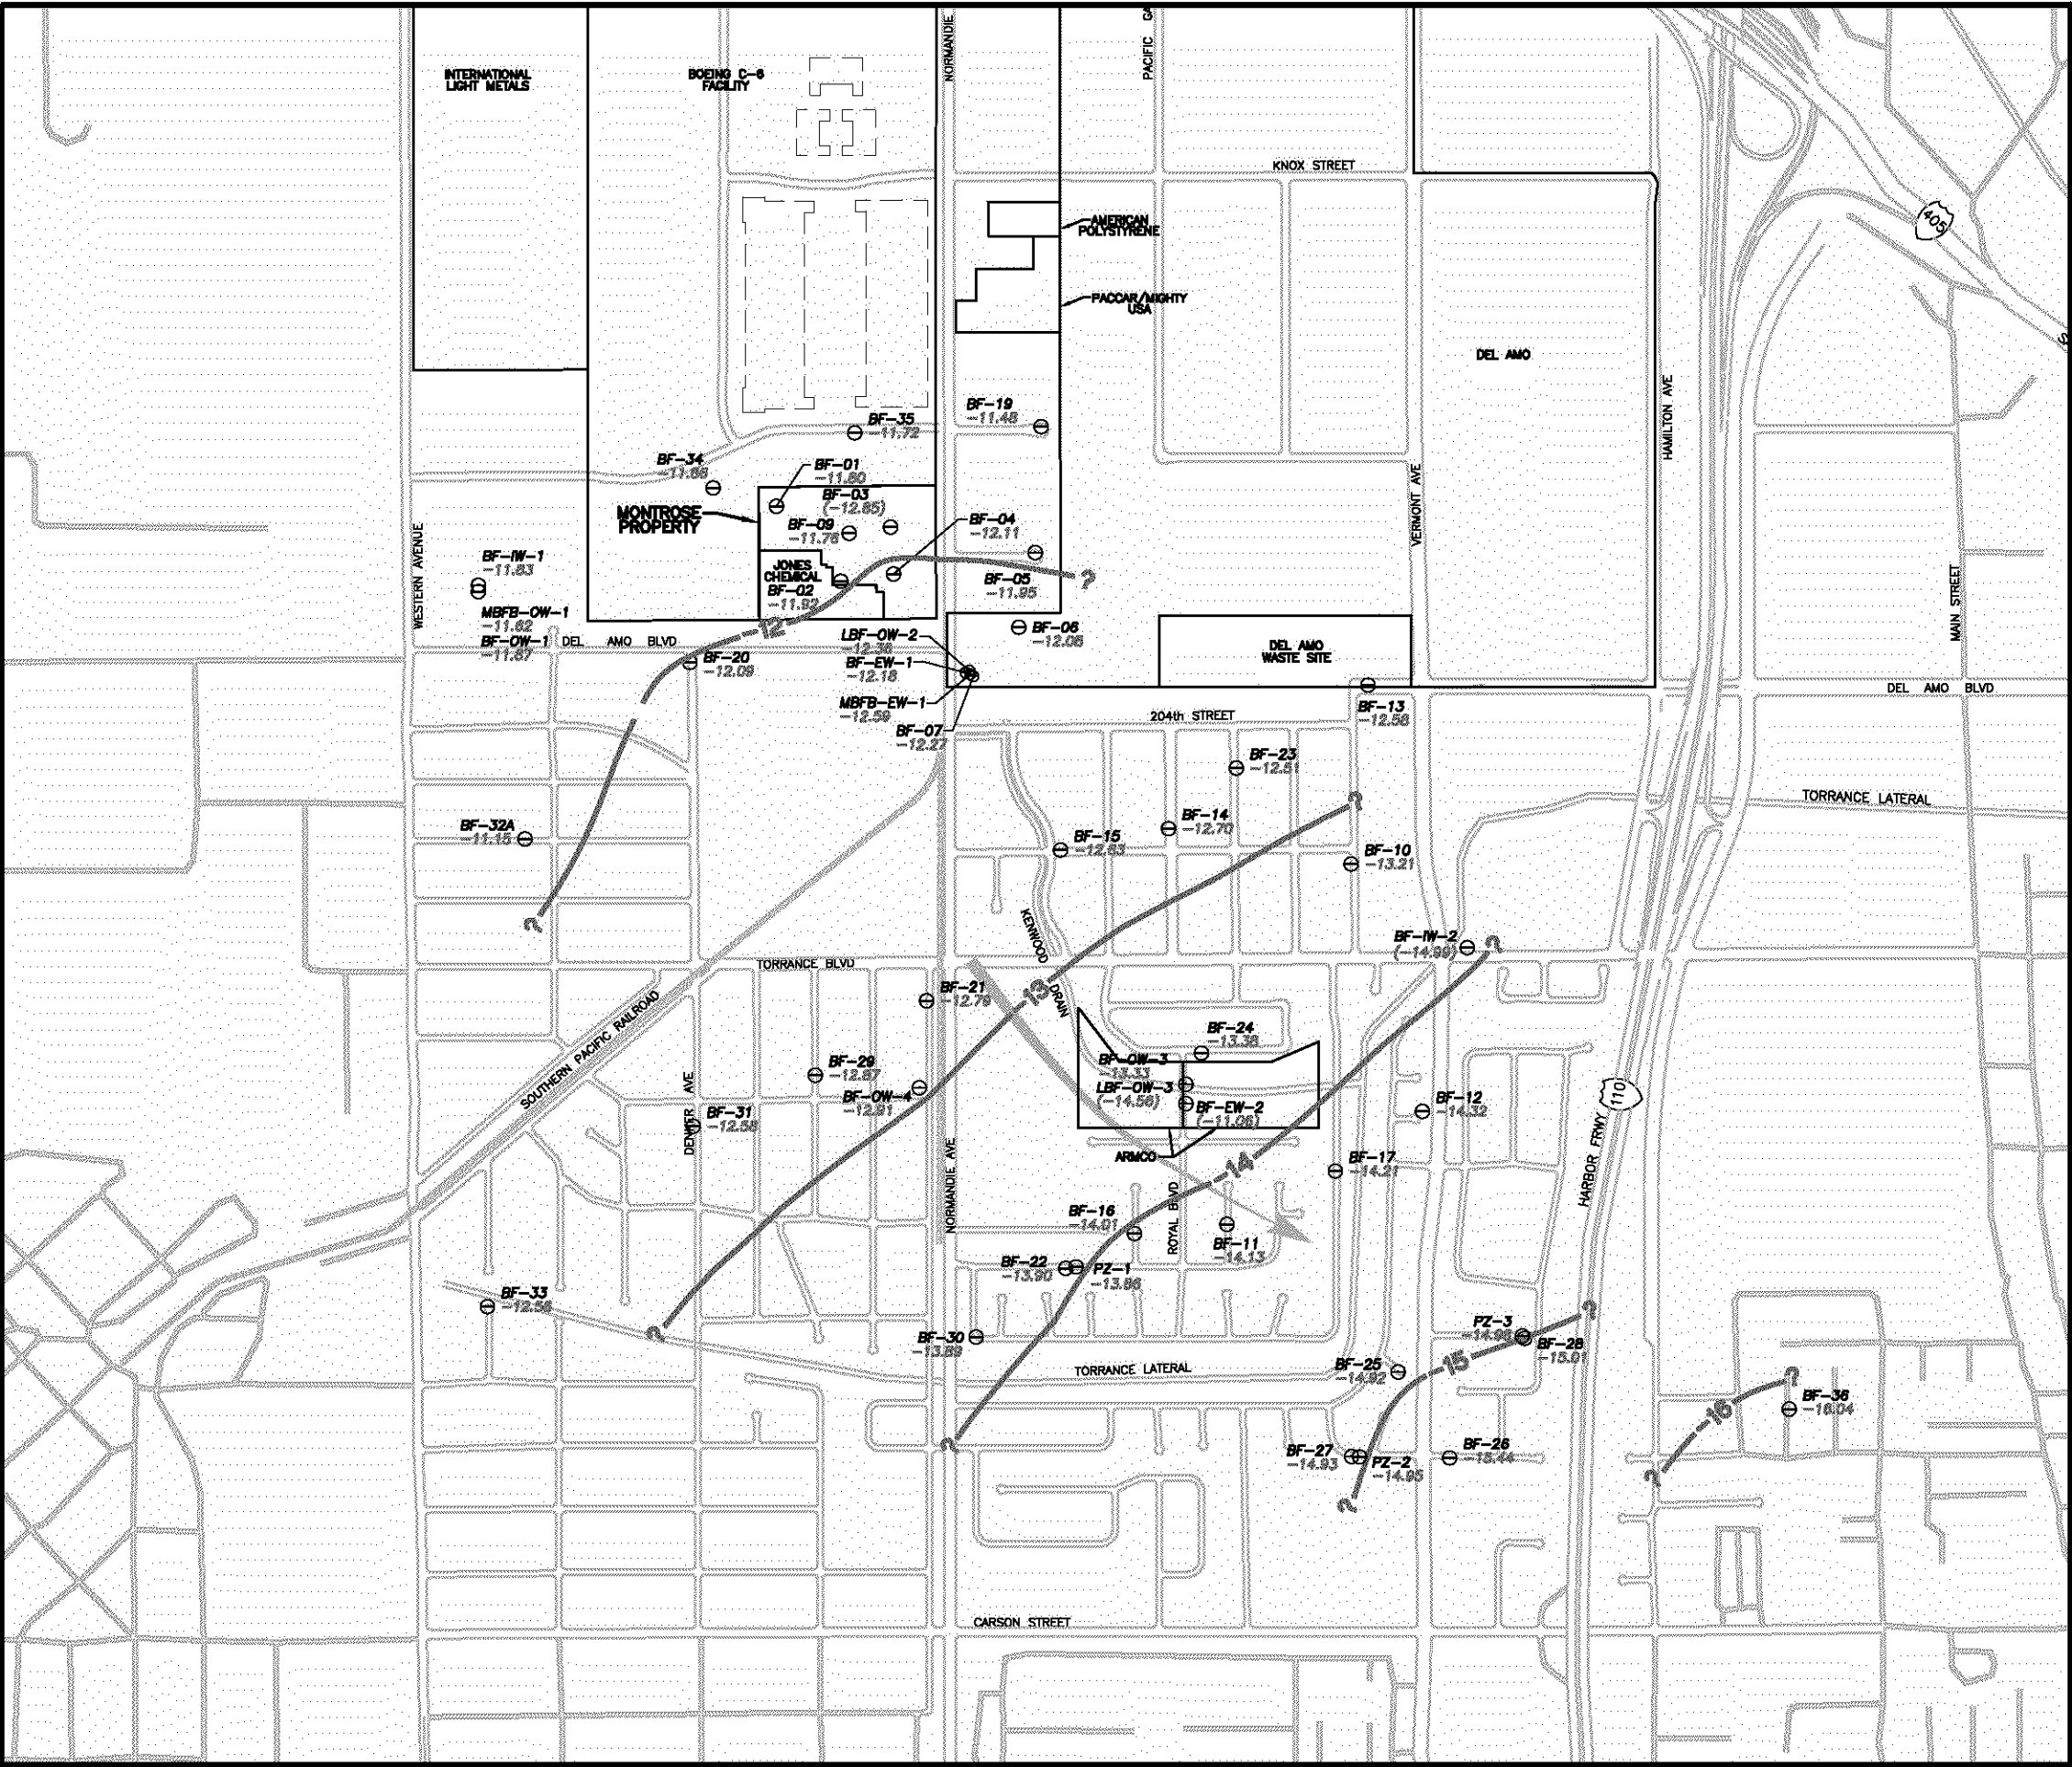 INTERNATIONAL
LIGHT METALS
BOEING C-6
FACILITY
NORMANDIE
PACIFIC
KNOX STREET
405
AMERICAN
POLYSTYRENE
PACCAR/MIGHTY
USA
DEL AMO
HAMILTON AVE
BF-35
-11.72
BF-19
-11.48
BF-34
BF-01
-11.80
BF-03
(-12.85)
MONTROSE
PROPERTY
BF-09
-11.76
BF-04
-12.11
VERMONT AVE
WESTERN AVENUE
BF-IW-1
-11.83
JONES
CHEMICAL
BF-02
-11.92
BF-05
-11.95
?
MBFB-OW-1
-11.62
BF-OW-1
-11.87
DEL AMO BLVD
-12
LBF-OW-2
-12.36
BF-06
-12.06
DEL AMO
WASTE SITE
MAIN STREET
BF-20
-12.09
BF-EW-1
-12.18
MBFB-EW-1
-12.59
BF-07
-12.27
204th STREET
BF-13
-12.58
DEL AMO BLVD
BF-23
-12.51
BF-14
-12.70
?
TORRANCE LATERAL
BF-32A
-11.15
BF-15
-12.63
BF-10
-13.21
?
KENWOOD
DRAIN
BF-IW-2
(-14.99)
?
TORRANCE BLVD
BF-21
-12.79
-13
SOUTHERN PACIFIC RAILROAD
BF-24
-13.38
BF-29
-12.87
BF-OW-3
-13.33
LBF-OW-3
(-14.56)
BF-OW-4
-12.91
BF-EW-2
(-11.06)
110
HARBOR FRWY
DENKER AVE
BF-31
-12.58
BF-12
-14.32
ARMCO
-14
BF-17
-14.21
NORMANDIE AVE
ROYAL BLVD
BF-16
-14.01
BF-11
-14.13
BF-22
-13.90
PZ-1
-13.86
BF-33
-12.56
?
BF-30
-13.89
TORRANCE LATERAL
?
PZ-3
-14.98
BF-28
-15.01
BF-25
-14.92
-15
?
BF-36
-16.04
-16
?
BF-27
-14.93
PZ-2
-14.95
BF-26
-15.44
?
?
CARSON STREET